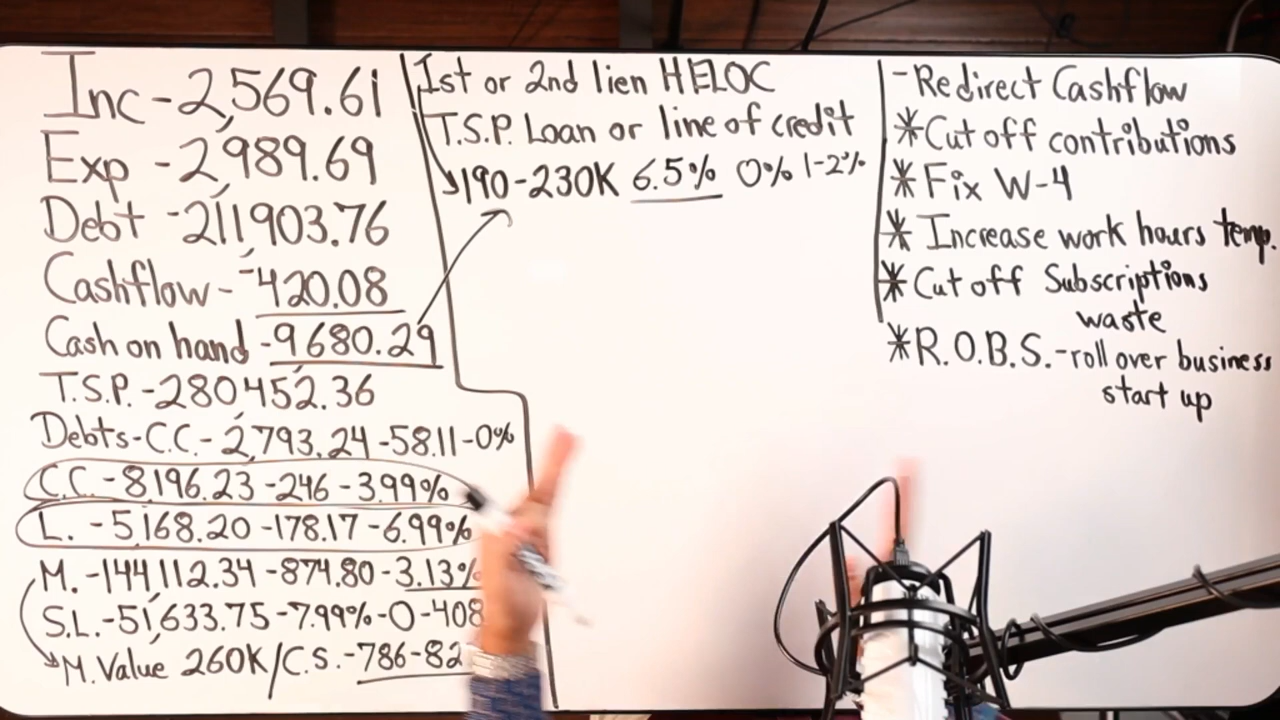 Inc - 2,569.61
Exp - 2,989.69
Debt - 211,903.76
Cashflow - -420.08
Cash on hand - 9,680.29
T.S.P. - 280,452.36
Debts - C.C. - 2,793.24 - 58.11 - 0%
C.C. - 8,196.23 - 246 - 3.99%
L. - 5,168.20 - 178.17 - 6.99%
M. - 144,112.34 - 874.80 - 3.13%
S.L. - 51,633.75 - 7.99% - 0 - 408
M. Value 260K / C.S. - 786 - 82
1st or 2nd lien HELOC
T.S.P. Loan or line of credit
190 - 230K 6.5% 0% 1-2%
- Redirect Cashflow
* Cut off contributions
* Fix W-4
* Increase work hours temp.
* Cut off Subscriptions
waste
* R.O.B.S. - roll over business
start up